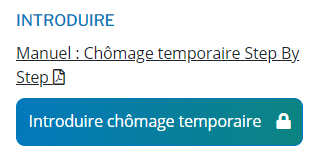 INTRODUIRE
Manuel : Chômage temporaire Step By
Step
Introduire chômage temporaire